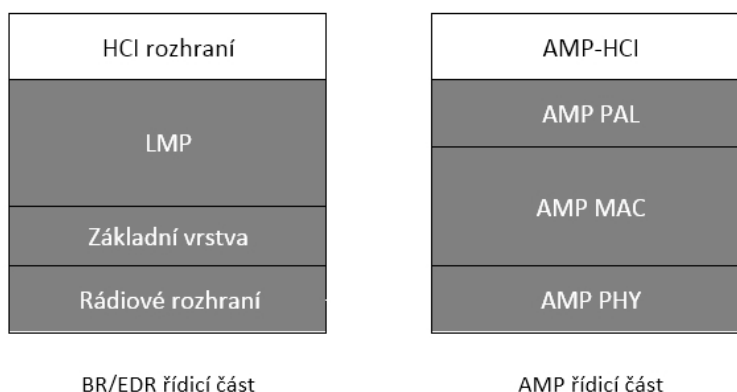 HCI rozhraní
LMP
Základní vrstva
Rádiové rozhraní
BR/EDR řídicí část
AMP-HCI
AMP PAL
AMP MAC
AMP PHY
AMP řídicí část